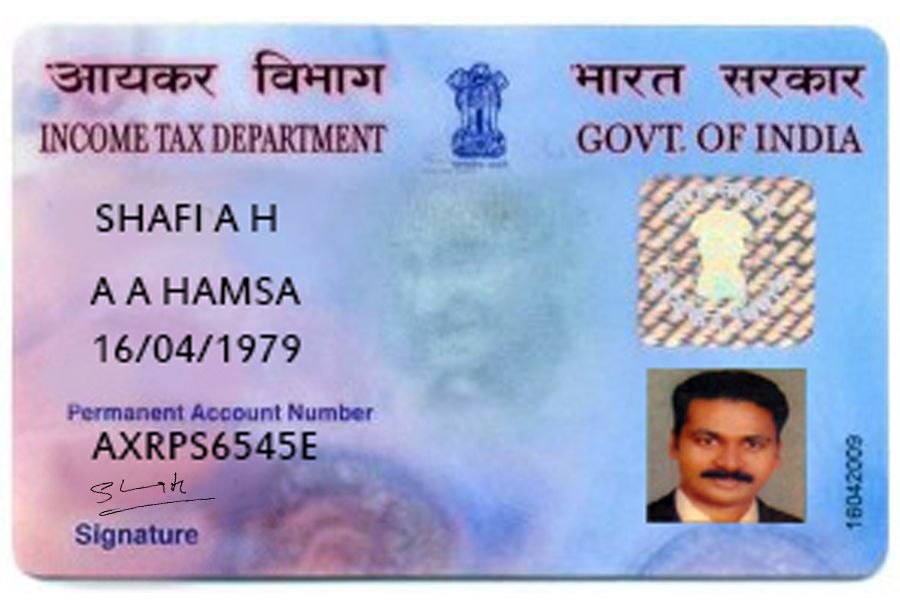 आयकर विभाग
भारत सरकार
INCOME TAX DEPARTMENT
GOVT. OF INDIA
SHAFI A H
A A HAMSA
16/04/1979
Permanent Account Number
AXRPS6545E
Signature
16042009